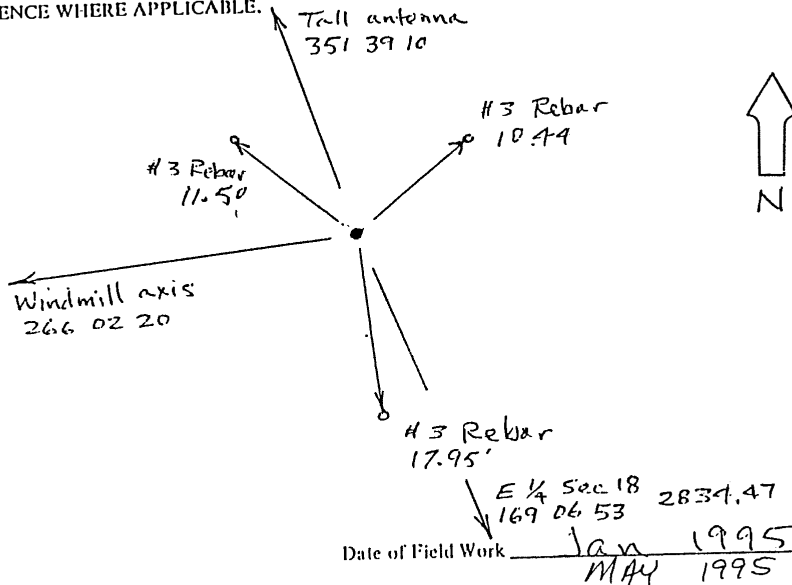 ENCE WHERE APPLICABLE.
Tall antenna
351 39 10
# 3 Rebar
10.44
# 3 Rebar
11.50'
N
Windmill axis
266 02 20
# 3 Rebar
17.95'
E 1/4 Sec 18 2834.47
169 06 53
Date of Field Work Jan 1995
MAY 1995